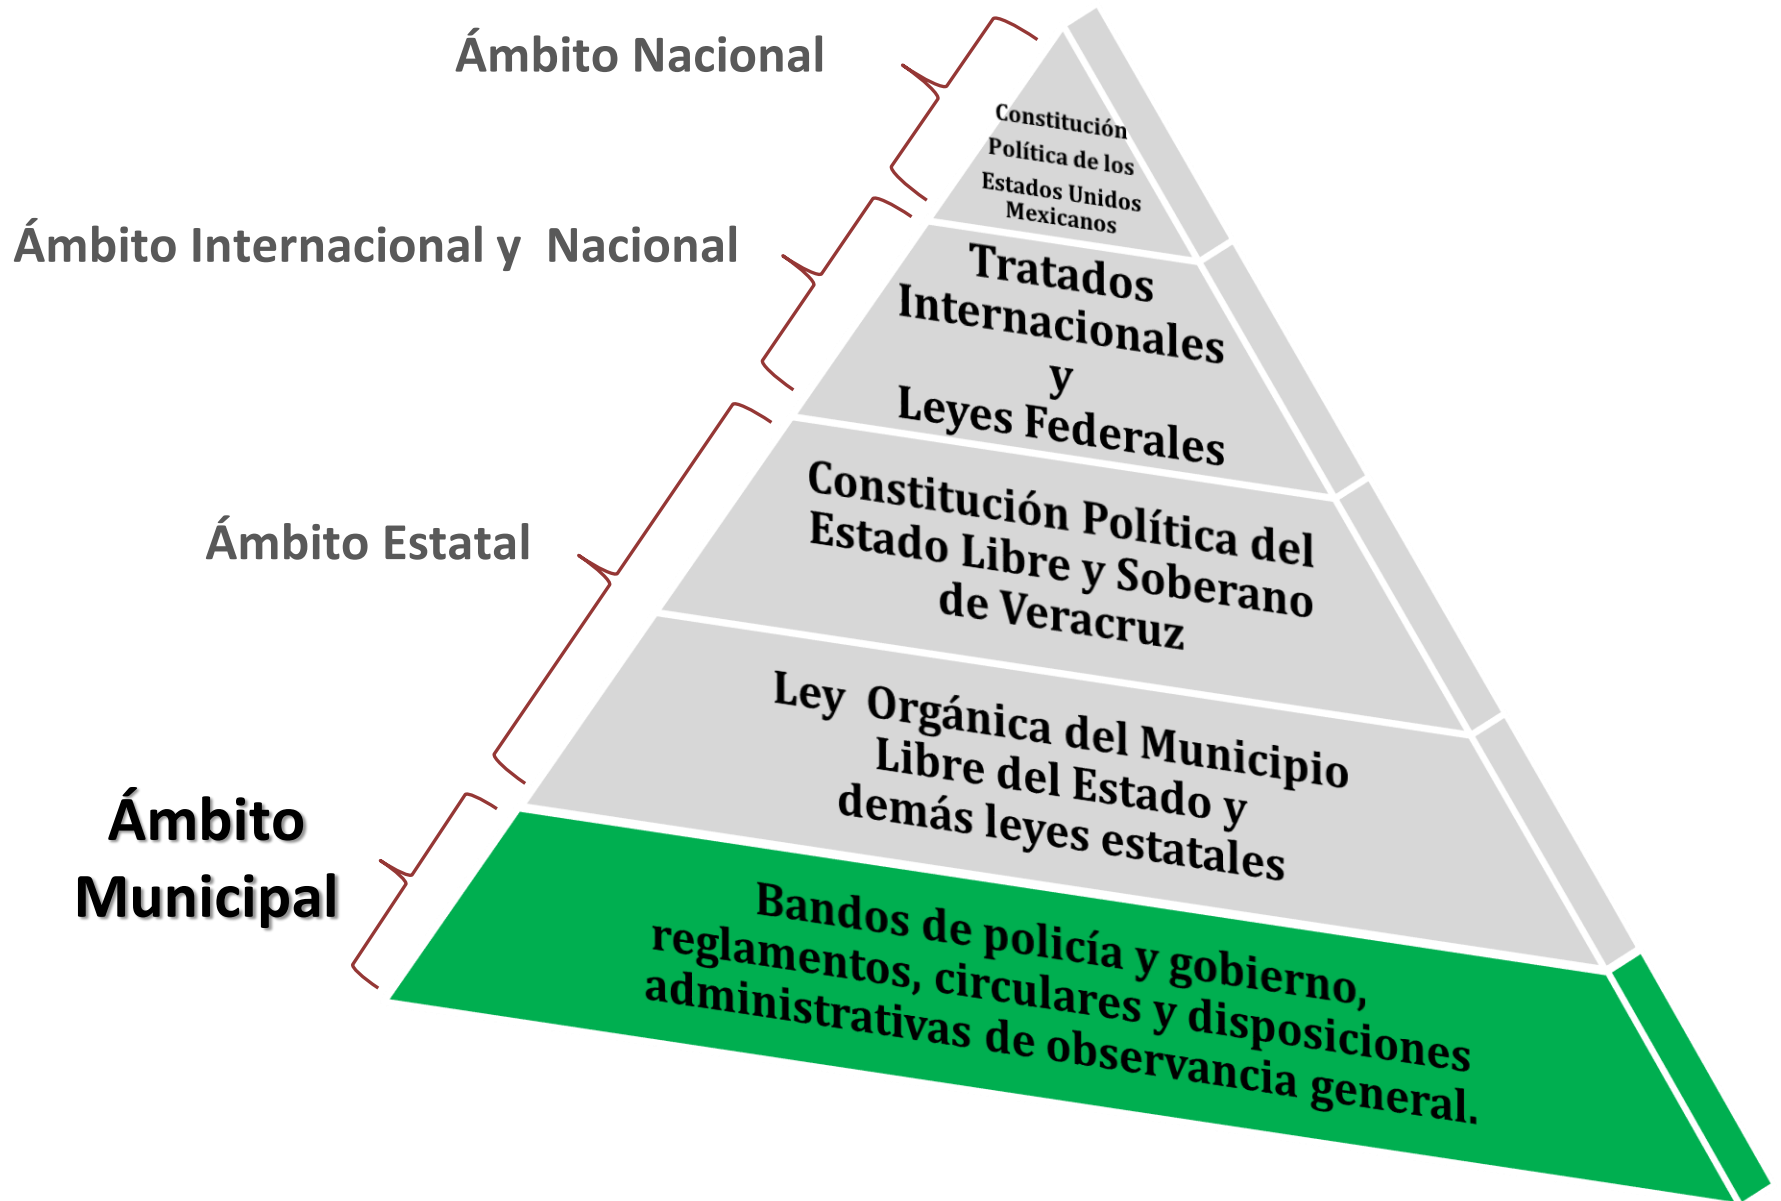 Ámbito Nacional
Constitución
Política de los
Estados Unidos
Mexicanos
Ámbito Internacional y  Nacional
Tratados
Internacionales
y
Leyes Federales
Ámbito Estatal
Constitución Política del
Estado Libre y Soberano
de Veracruz
Ley  Orgánica del Municipio
Libre del Estado y
demás leyes estatales
Ámbito
Municipal
Bandos de policía y gobierno,
reglamentos, circulares y disposiciones
administrativas de observancia general.